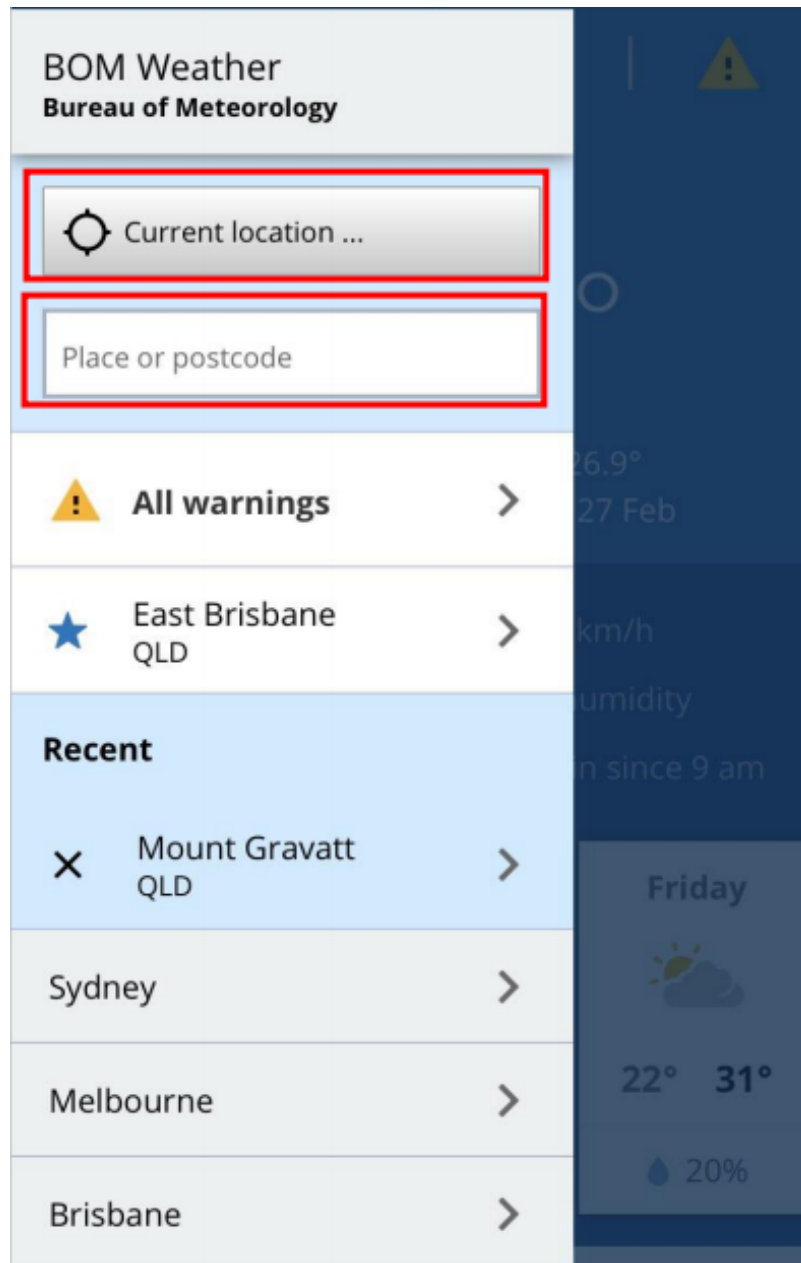 BOM Weather
Bureau of Meteorology
Current location ...
Place or postcode
All warnings
East Brisbane
QLD
Recent
Mount Gravatt
QLD
Sydney
Melbourne
Brisbane
26.9°
27 Feb
km/h
umidity
in since 9 am
Friday
22° 31°
20%